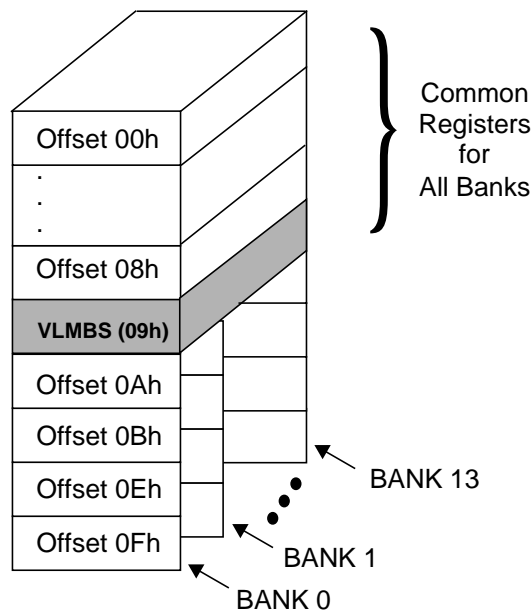 Offset 00h
.
.
.
Offset 08h
VLMBS (09h)
Offset 0Ah
Offset 0Bh
Offset 0Eh
Offset 0Fh
Common
Registers
for
All Banks
BANK 13
BANK 1
BANK 0